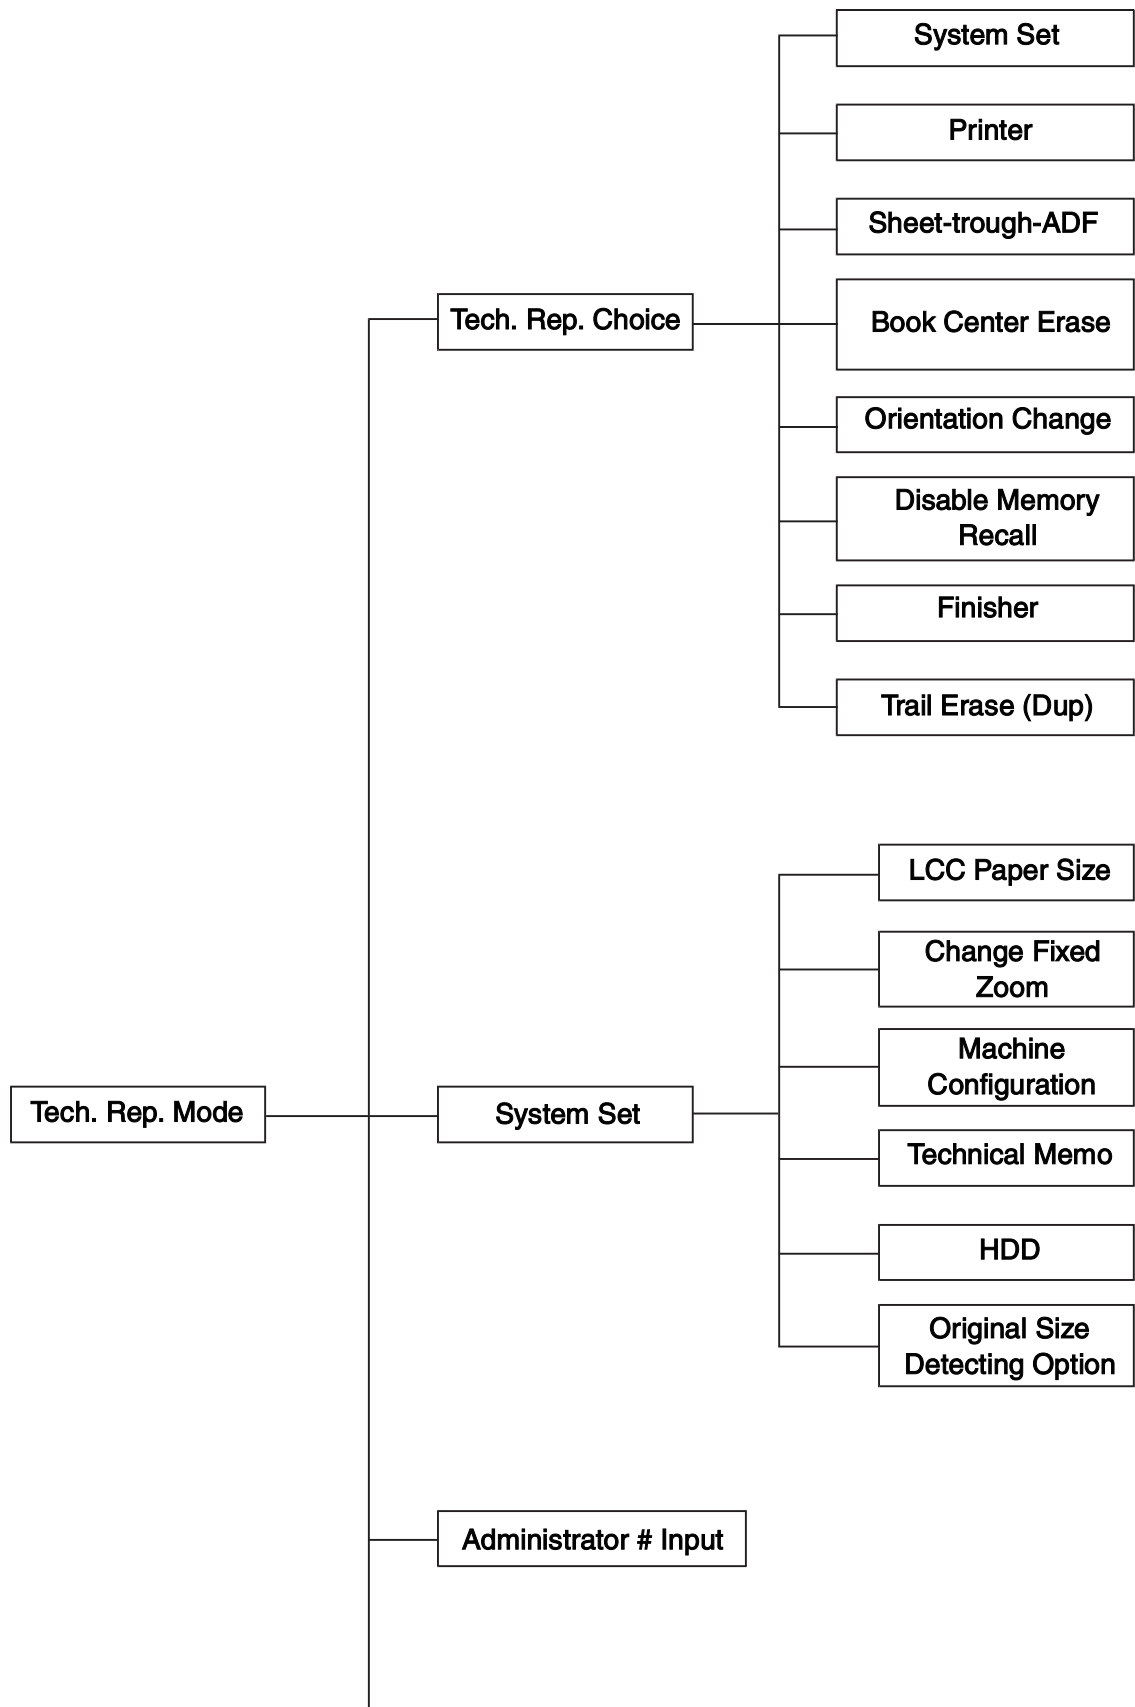 System Set
Printer
Sheet-trough-ADF
Tech. Rep. Choice
Book Center Erase
Orientation Change
Disable Memory
Recall
Finisher
Trail Erase (Dup)
LCC Paper Size
Change Fixed
Zoom
Machine
Configuration
Tech. Rep. Mode
System Set
Technical Memo
HDD
Original Size
Detecting Option
Administrator # Input